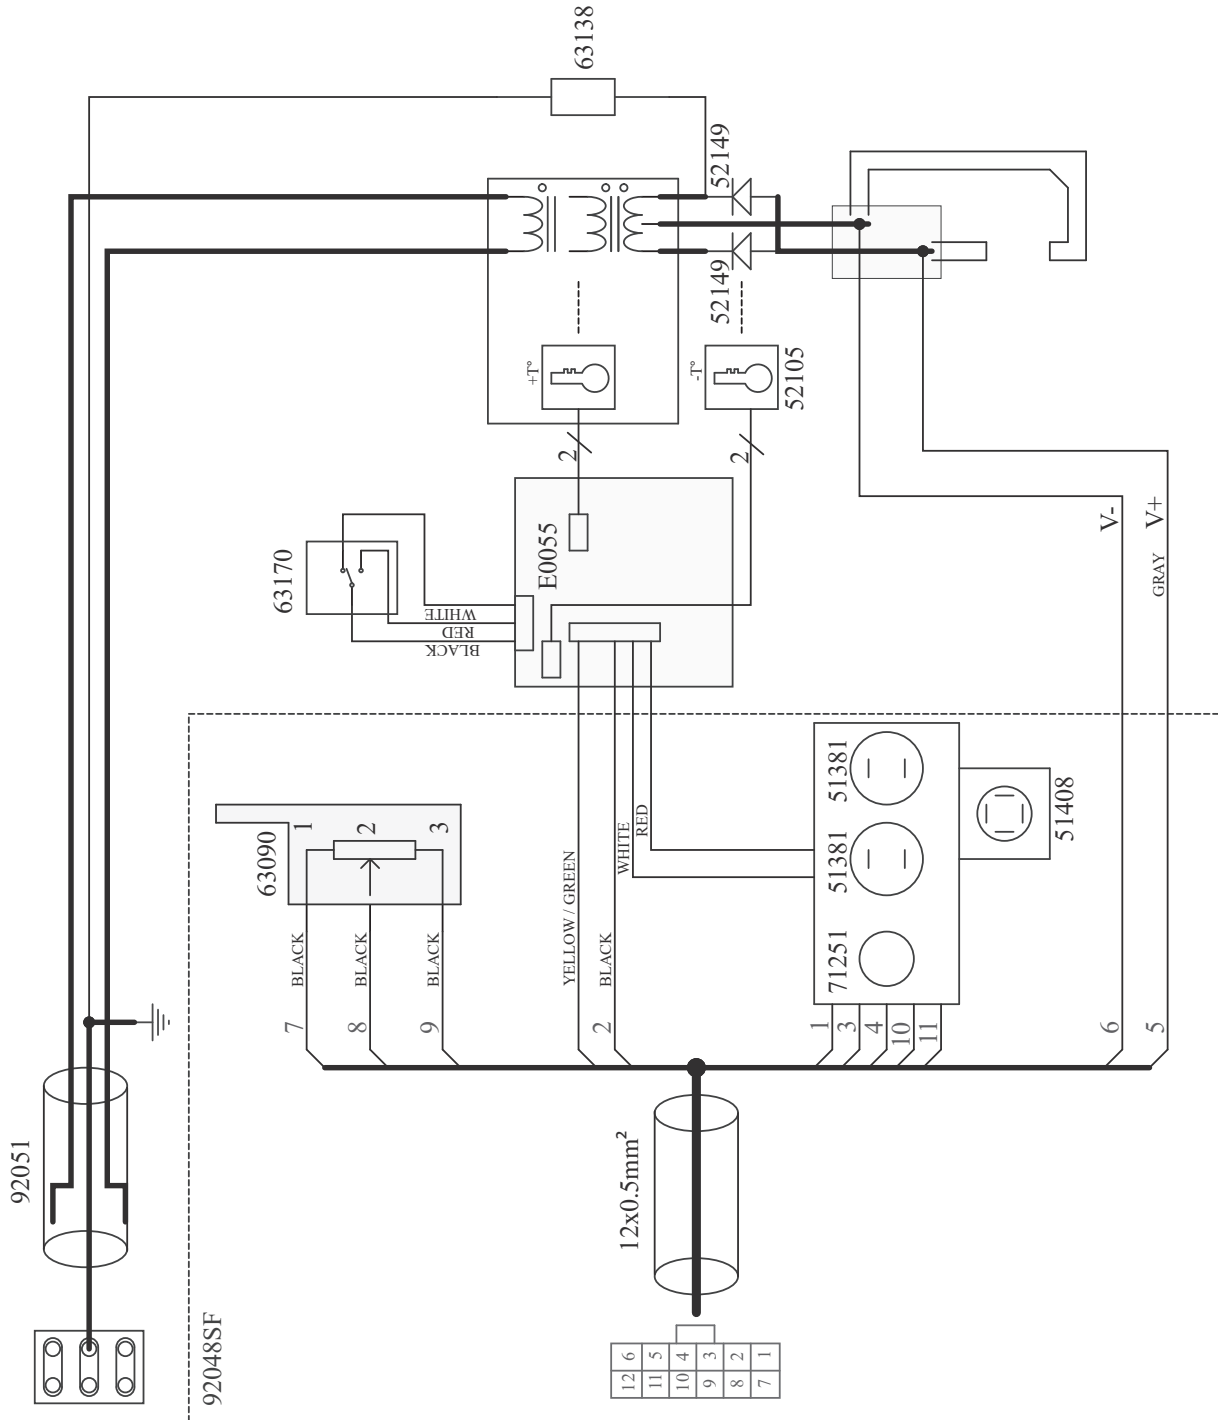 63138
52149
52149
+T°
-T°
52105
2
2
63170
E0055
WHITE
RED
BLACK
V-
V+
GRAY
63090
1
2
3
BLACK
BLACK
BLACK
7
8
9
YELLOW / GREEN
BLACK
2
WHITE
RED
51381
51381
71251
51408
1
3
4
10
11
6
5
92051
12x0.5mm²
92048SF
12 6
11 5
10 4
9 3
8 2
7 1